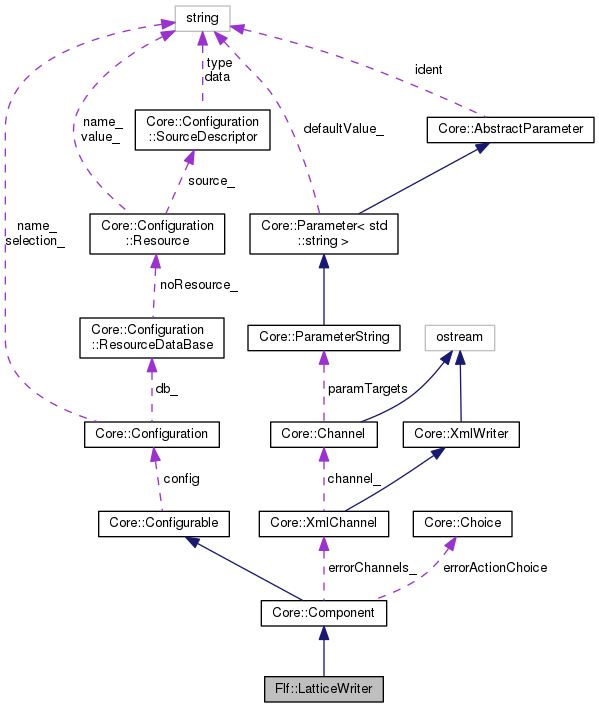 string
type
data
ident
name_
value_
Core::Configuration
::SourceDescriptor
defaultValue_
Core::AbstractParameter
source_
name_
selection_
Core::Configuration
::Resource
Core::Parameter< std
::string >
noResource_
Core::Configuration
::ResourceDataBase
Core::ParameterString
ostream
db_
paramTargets
Core::Configuration
Core::Channel
Core::XmlWriter
config
channel_
Core::Configurable
Core::XmlChannel
Core::Choice
errorChannels_
errorActionChoice
Core::Component
Flf::LatticeWriter